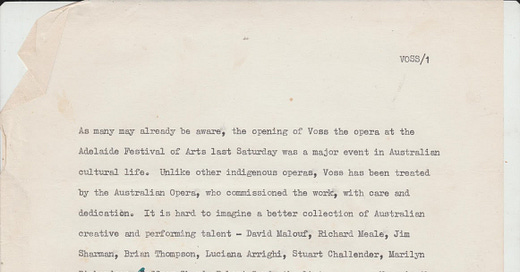 VOSS/1
As many may already be aware, the opening of Voss the opera at the
Adelaide Festival of Arts last Saturday was a major event in Australian
cultural life.  Unlike other indigenous operas, Voss has been treated
by the Australian Opera, who commissioned the work, with care and
dedication.  It is hard to imagine a better collection of Australian
creative and performing talent - David Malouf, Richard Meale, Jim
Sharman, Brian Thompson, Luciana Arrighi, Stuart Challender, Marilyn